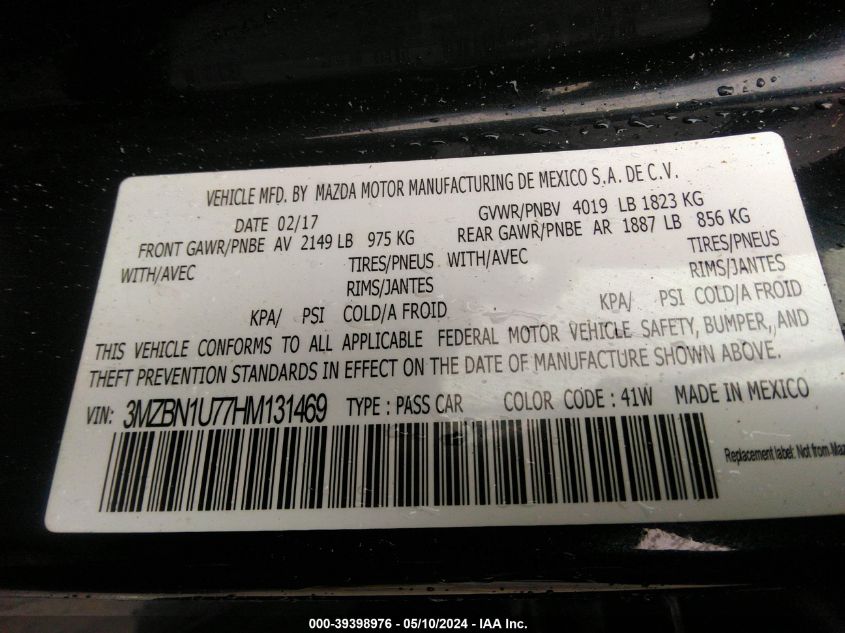 VEHICLE MFD. BY MAZDA MOTOR MANUFACTURING DE MEXICO S.A. DE C.V.
DATE 02/17 GVWR/PNBV 4019 LB 1823 KG
FRONT GAWR/PNBE AV 2149 LB 975 KG REAR GAWR/PNBE AR 1887 LB 856 KG
WITH/AVEC TIRES/PNEUS WITH/AVEC TIRES/PNEUS
RIMS/JANTES RIMS/JANTES
KPA/ PSI COLD/A FROID KPA/ PSI COLD/A FROID
THIS VEHICLE CONFORMS TO ALL APPLICABLE FEDERAL MOTOR VEHICLE SAFETY, BUMPER, AND
THEFT PREVENTION STANDARDS IN EFFECT ON THE DATE OF MANUFACTURE SHOWN ABOVE.
VIN: 3MZBN1U77HM131469 TYPE : PASS CAR COLOR CODE : 41W MADE IN MEXICO
Replacement label: Not from Maz
000-39398976 - 05/10/2024 - IAA Inc.